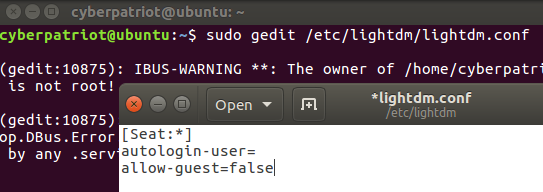 cyberpatriot@ubuntu: ~
cyberpatriot@ubuntu:~$ sudo gedit /etc/lightdm/lightdm.conf
(gedit:10875): IBUS-WARNING **: The owner of /home/cyberpatri
is not root!
(gedit:10875):
op.DBus.Error
by any .servi
Open
*lightdm.conf
/etc/lightdm
[Seat:*]
autologin-user=
allow-guest=false